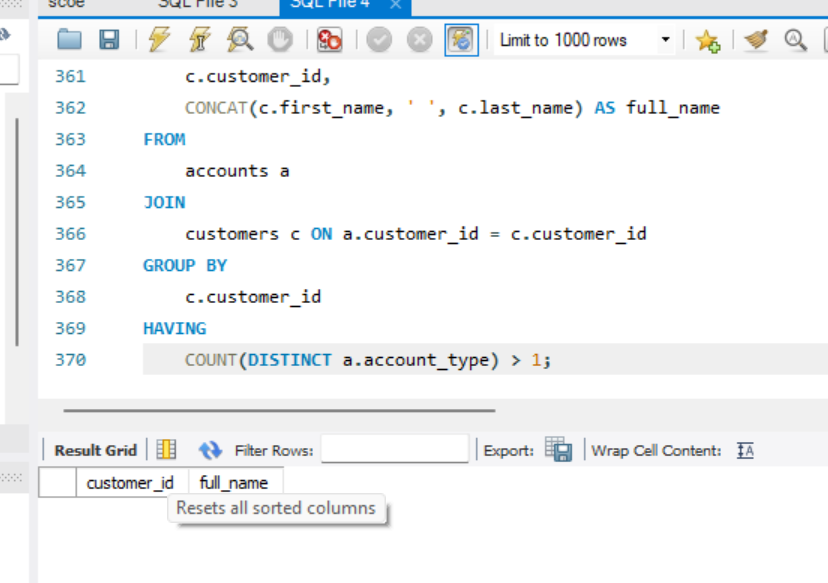 scoe SQL File 3 SQL File 4
Limit to 1000 rows
361 c.customer_id,
362 CONCAT(c.first_name, ' ', c.last_name) AS full_name
363 FROM
364 accounts a
365 JOIN
366 customers c ON a.customer_id = c.customer_id
367 GROUP BY
368 c.customer_id
369 HAVING
370 COUNT(DISTINCT a.account_type) > 1;
Result Grid Filter Rows: Export: Wrap Cell Content:
customer_id full_name
Resets all sorted columns